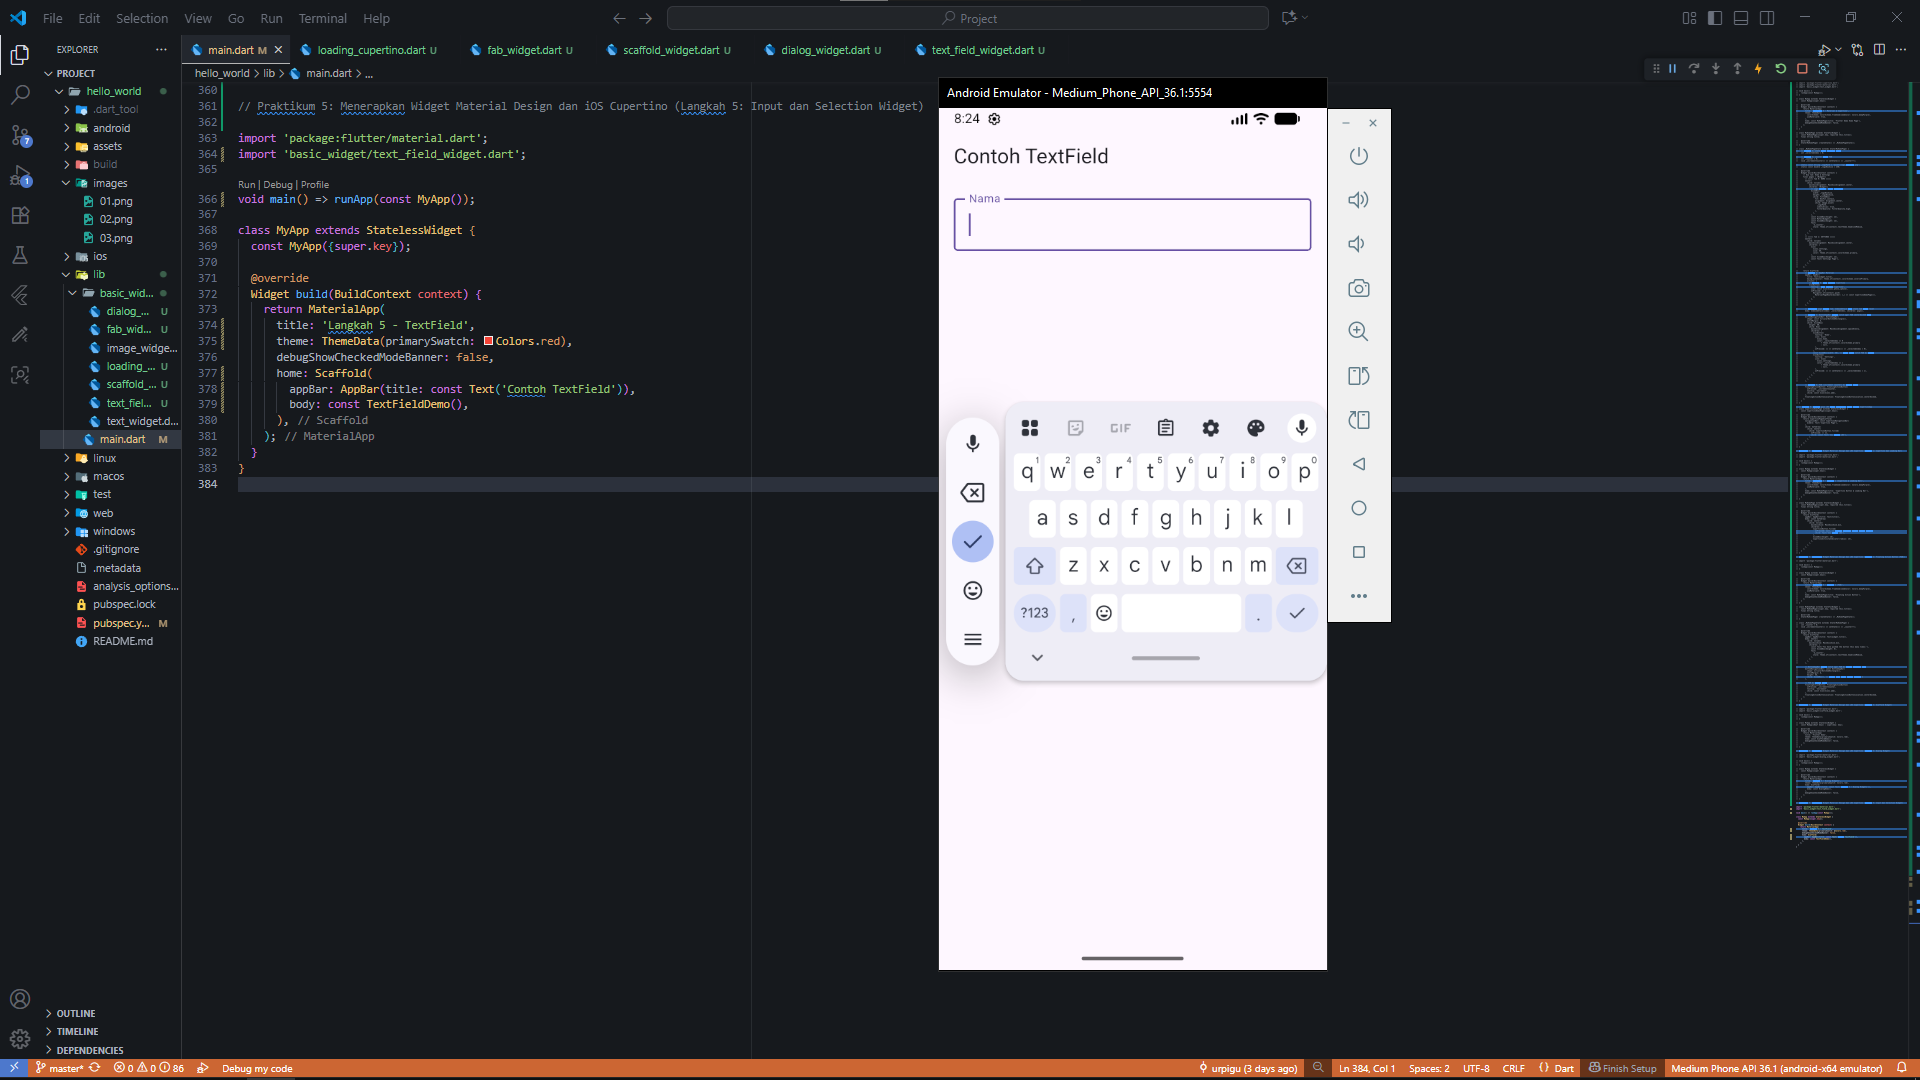 File Edit Selection View Go Run Terminal Help
Project
EXPLORER
PROJECT
hello_world
.dart_tool
android
assets
build
images
01.png
02.png
03.png
ios
lib
basic_wid...
dialog_... U
fab_wid... U
image_widge...
loading_... U
scaffold_... U
text_fiel... U
text_widget.d...
main.dart M
linux
macos
test
web
windows
.gitignore
.metadata
analysis_options...
pubspec.lock
pubspec.y... M
README.md
OUTLINE
TIMELINE
DEPENDENCIES
7
1
main.dart M
loading_cupertino.dart U
fab_widget.dart U
scaffold_widget.dart U
dialog_widget.dart U
text_field_widget.dart U
hello_world > lib > main.dart > ...
360
361 // Praktikum 5: Menerapkan Widget Material Design dan iOS Cupertino (Langkah 5: Input dan Selection Widget)
362
363 import 'package:flutter/material.dart';
364 import 'basic_widget/text_field_widget.dart';
365
Run | Debug | Profile
366 void main() => runApp(const MyApp());
367
368 class MyApp extends StatelessWidget {
369 const MyApp({super.key});
370
371 @override
372 Widget build(BuildContext context) {
373 return MaterialApp(
374 title: 'Langkah 5 - TextField',
375 theme: ThemeData(primarySwatch: Colors.red),
376 debugShowCheckedModeBanner: false,
377 home: Scaffold(
378 appBar: AppBar(title: const Text('Contoh TextField')),
379 body: const TextFieldDemo(),
380 ), // Scaffold
381 ); // MaterialApp
382 }
383 }
384
Android Emulator - Medium_Phone_API_36.1:5554
8:24
Contoh TextField
Nama
GIF
q1 w2 e3 r4 t5 y6 u7 i8 o9 p0
a s d f g h j k l
z x c v b n m
?123 , .
master* 0 0 86 Debug my code
urpigu (3 days ago) Ln 384, Col 1 Spaces: 2 UTF-8 CRLF {} Dart Finish Setup Medium Phone API 36.1 (android-x64 emulator)